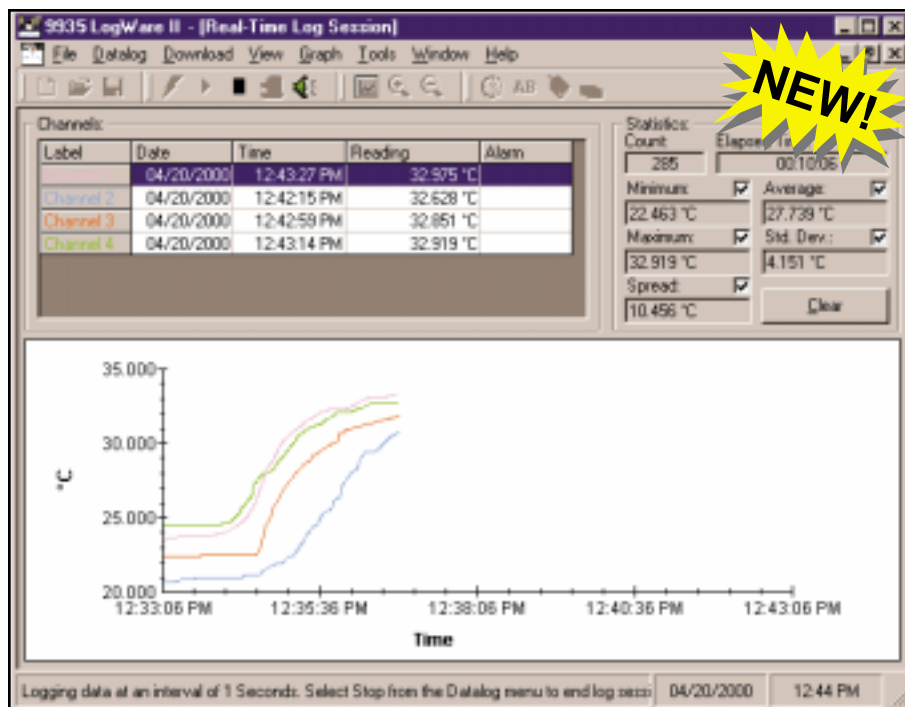 9935 LogWare II - [Real-Time Log Session]
File Datalog Download View Graph Tools Window Help
AB
NEW!
Channels:
Label Date Time Reading Alarm
04/20/2000 12:43:27 PM 32.975 °C
Channel 2 04/20/2000 12:42:15 PM 32.628 °C
Channel 3 04/20/2000 12:42:59 PM 32.851 °C
Channel 4 04/20/2000 12:43:14 PM 32.919 °C
Statistics:
Count
285 00:10:06
Minimum: Average:
22.463 °C 27.739 °C
Maximum: Std. Dev.:
32.919 °C 4.151 °C
Spread:
10.456 °C Clear
35.000
30.000
25.000
20.000
°C
12:33:06 PM 12:35:36 PM 12:38:06 PM 12:40:36 PM 12:43:06 PM
Time
Logging data at an interval of 1 Seconds. Select Stop from the Datalog menu to end log sessi 04/20/2000 12:44 PM